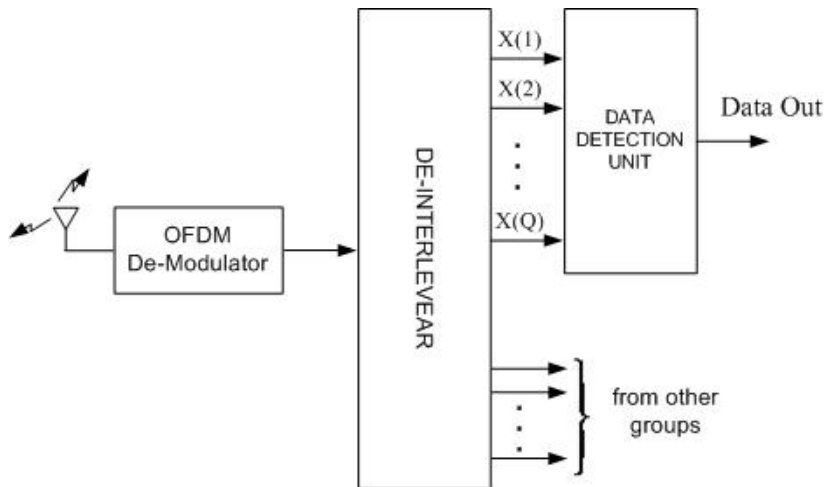 X(1)
X(2)
X(Q)
DATA
DETECTION
UNIT
Data Out
DE-INTERLEVEAR
OFDM
De-Modulator
from other
groups